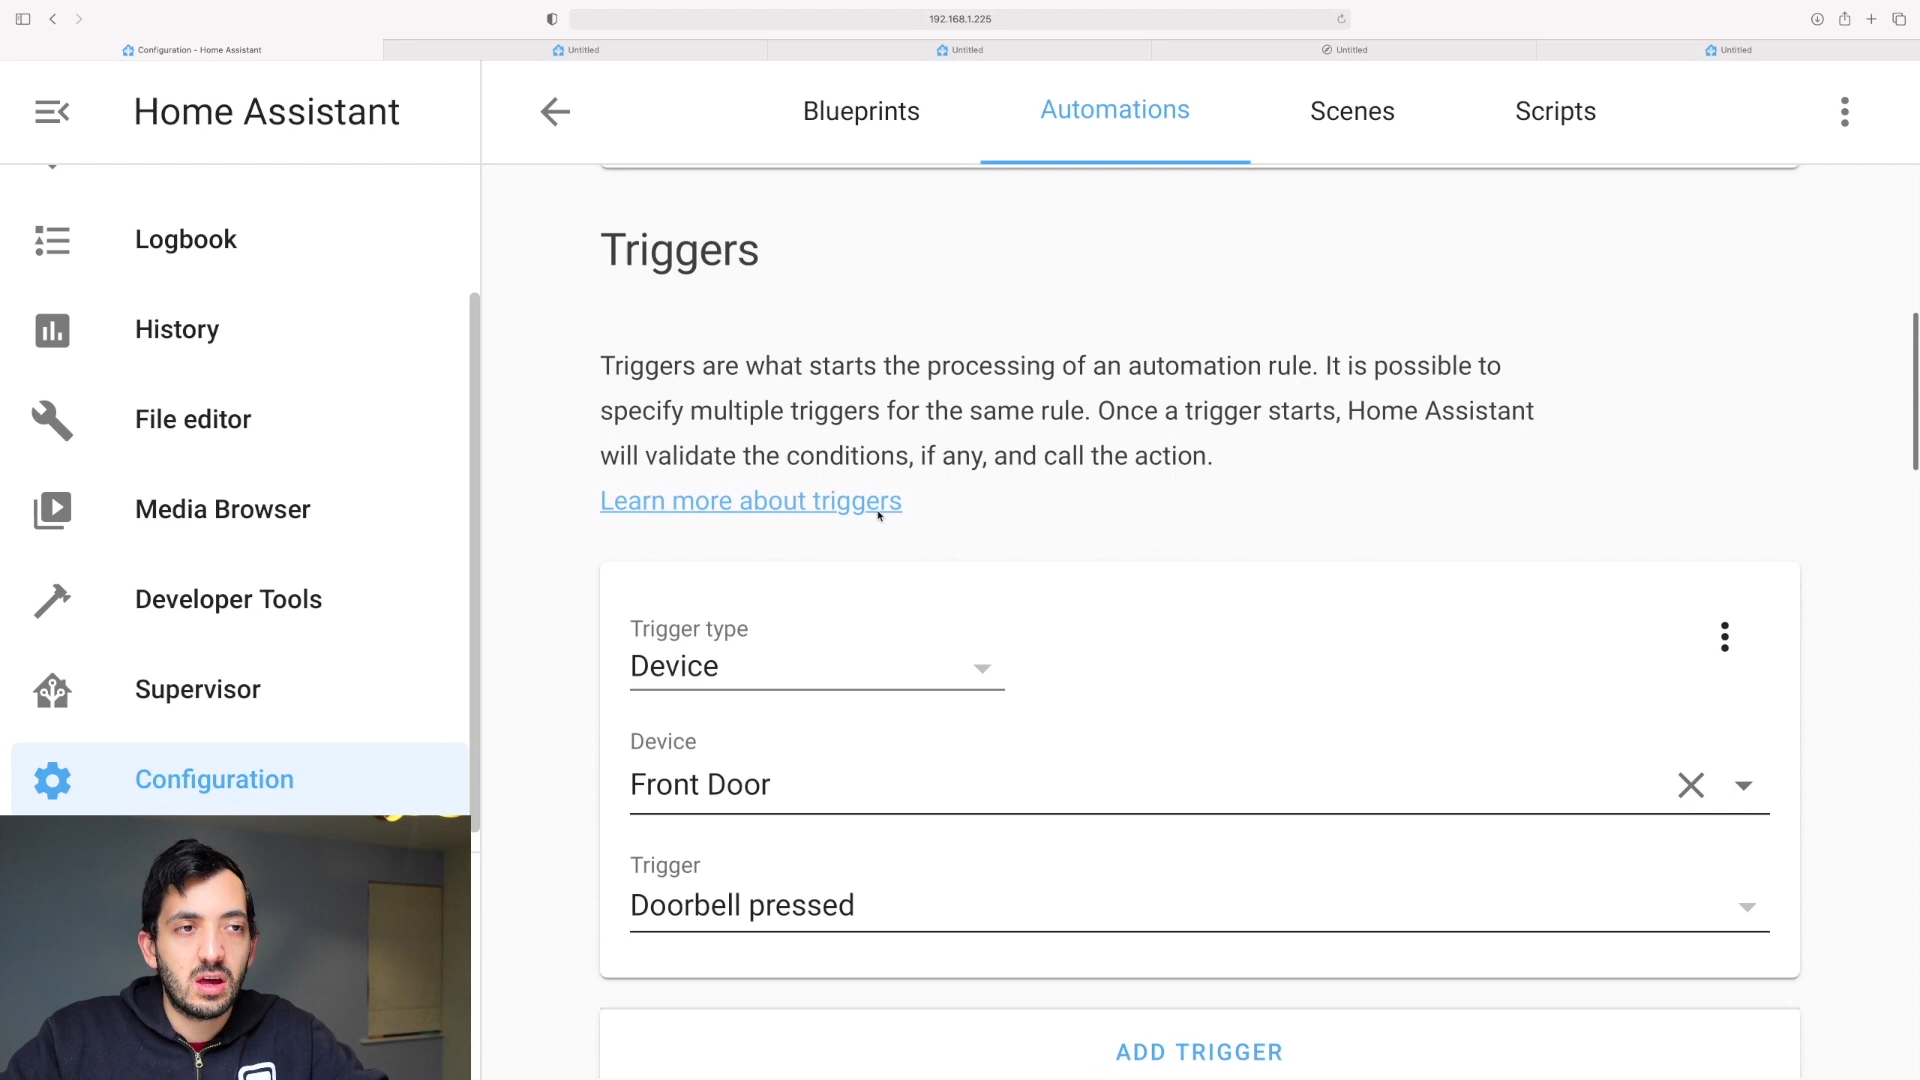 192.168.1.225
Configuration - Home Assistant
Untitled
Untitled
Untitled
Untitled
Home Assistant
Blueprints
Automations
Scenes
Scripts
Logbook
History
File editor
Media Browser
Developer Tools
Supervisor
Configuration
Triggers
Triggers are what starts the processing of an automation rule. It is possible to
specify multiple triggers for the same rule. Once a trigger starts, Home Assistant
will validate the conditions, if any, and call the action.
Learn more about triggers
Trigger type
Device
Device
Front Door
Trigger
Doorbell pressed
ADD TRIGGER